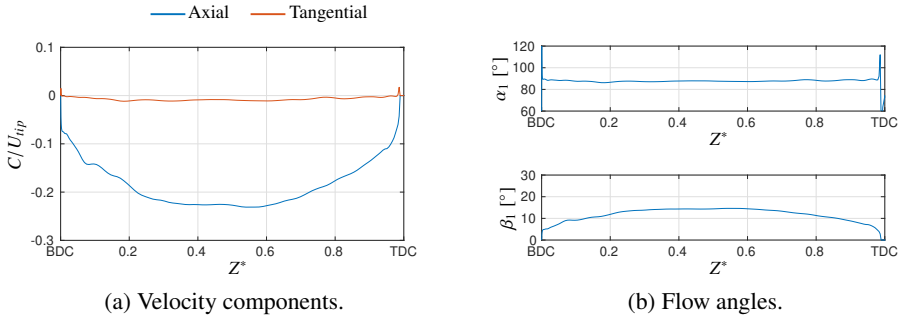 Axial Tangential
0.1
0
-0.1
-0.2
-0.3
C/U_tip
BDC 0.2 0.4 0.6 0.8 TDC
Z*
(a) Velocity components.
120
100
80
60
α₁ [°]
BDC 0.2 0.4 0.6 0.8 TDC
Z*
30
20
10
0
β₁ [°]
BDC 0.2 0.4 0.6 0.8 TDC
Z*
(b) Flow angles.